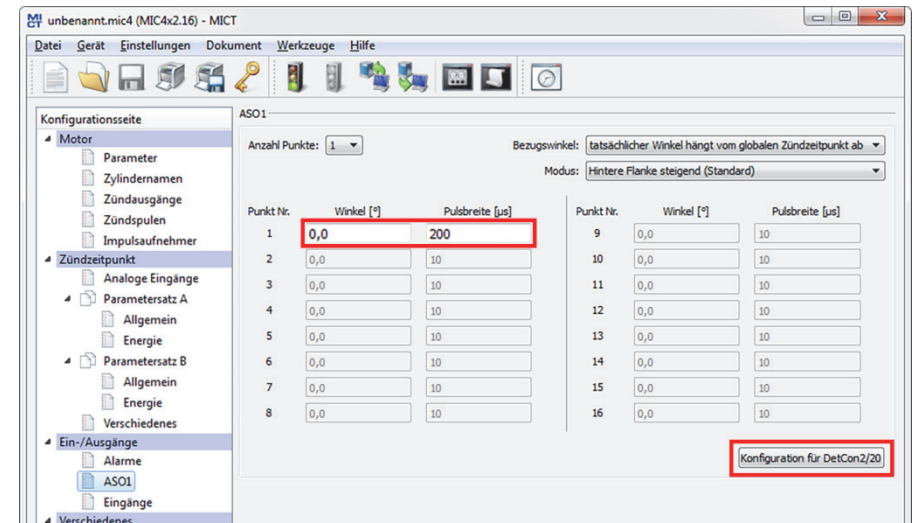 MICT unbenannt.mic4 (MIC4x2.16) - MICT
Datei Gerät Einstellungen Dokument Werkzeuge Hilfe
Konfigurationsseite
Motor
Parameter
Zylindernamen
Zündausgänge
Zündspulen
Impulsaufnehmer
Zündzeitpunkt
Analoge Eingänge
Parametersatz A
Allgemein
Energie
Parametersatz B
Allgemein
Energie
Verschiedenes
Ein-/Ausgänge
Alarme
ASO1
Eingänge
Verschiedenes
ASO1
Anzahl Punkte: 1
Bezugswinkel: tatsächlicher Winkel hängt vom globalen Zündzeitpunkt ab
Modus: Hintere Flanke steigend (Standard)
Punkt Nr. Winkel [°] Pulsbreite [µs]
1 0,0 200
2 0,0 10
3 0,0 10
4 0,0 10
5 0,0 10
6 0,0 10
7 0,0 10
8 0,0 10
Punkt Nr. Winkel [°] Pulsbreite [µs]
9 0,0 10
10 0,0 10
11 0,0 10
12 0,0 10
13 0,0 10
14 0,0 10
15 0,0 10
16 0,0 10
Konfiguration für DetCon2/20